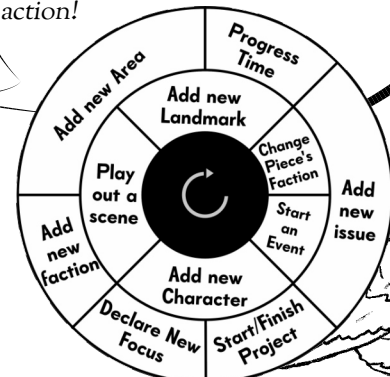 action!
Add new Area
Progress
Time
Add new
Landmark
Change
Piece's
Faction
Play
out a
scene
Add
new
issue
Start
an
Event
Add
new
faction
Add new
Character
Declare New
Focus
Start/Finish
Project